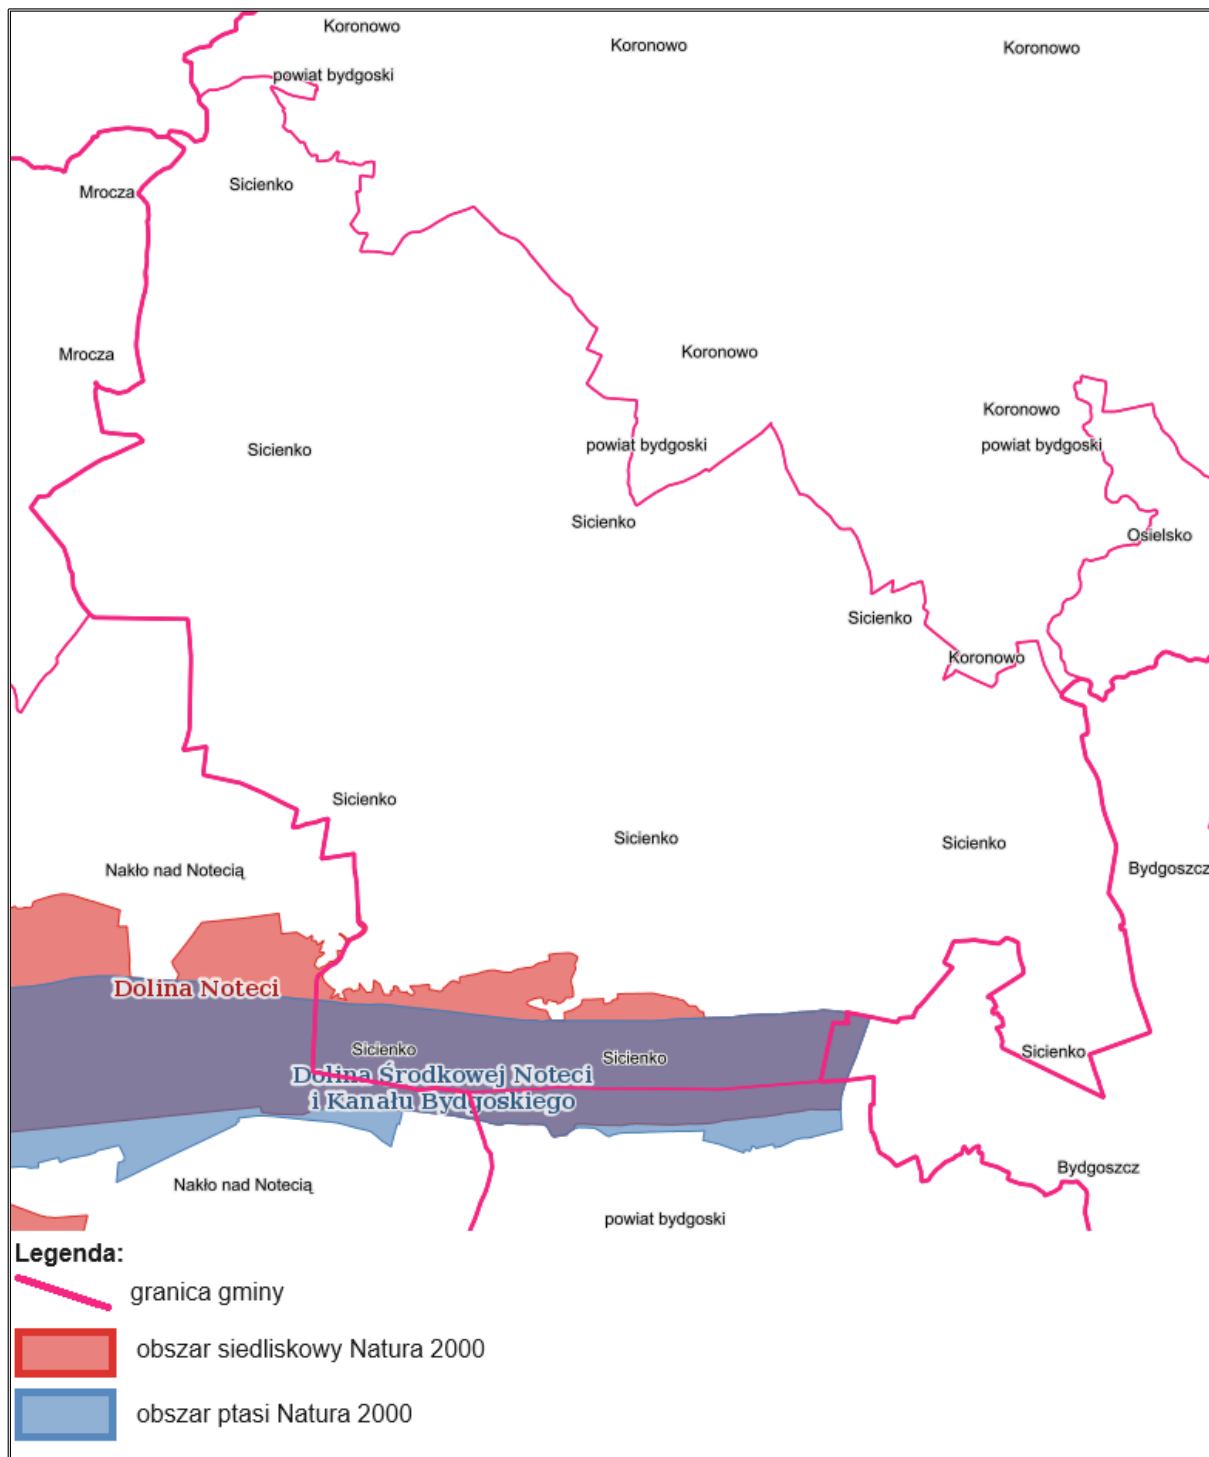 Koronowo
Koronowo
Koronowo
powiat bydgoski
Mrocza
Sicienko
Mrocza
Koronowo
Koronowo
Sicienko
powiat bydgoski
powiat bydgoski
Sicienko
Osielsko
Sicienko
Koronowo
Sicienko
Sicienko
Sicienko
Nakło nad Notecią
Bydgoszcz
Dolina Noteci
Sicienko
Sicienko
Sicienko
Dolina Środkowej Noteci
i Kanału Bydgoskiego
Nakło nad Notecią
Bydgoszcz
powiat bydgoski
Legenda:
granica gminy
obszar siedliskowy Natura 2000
obszar ptasi Natura 2000